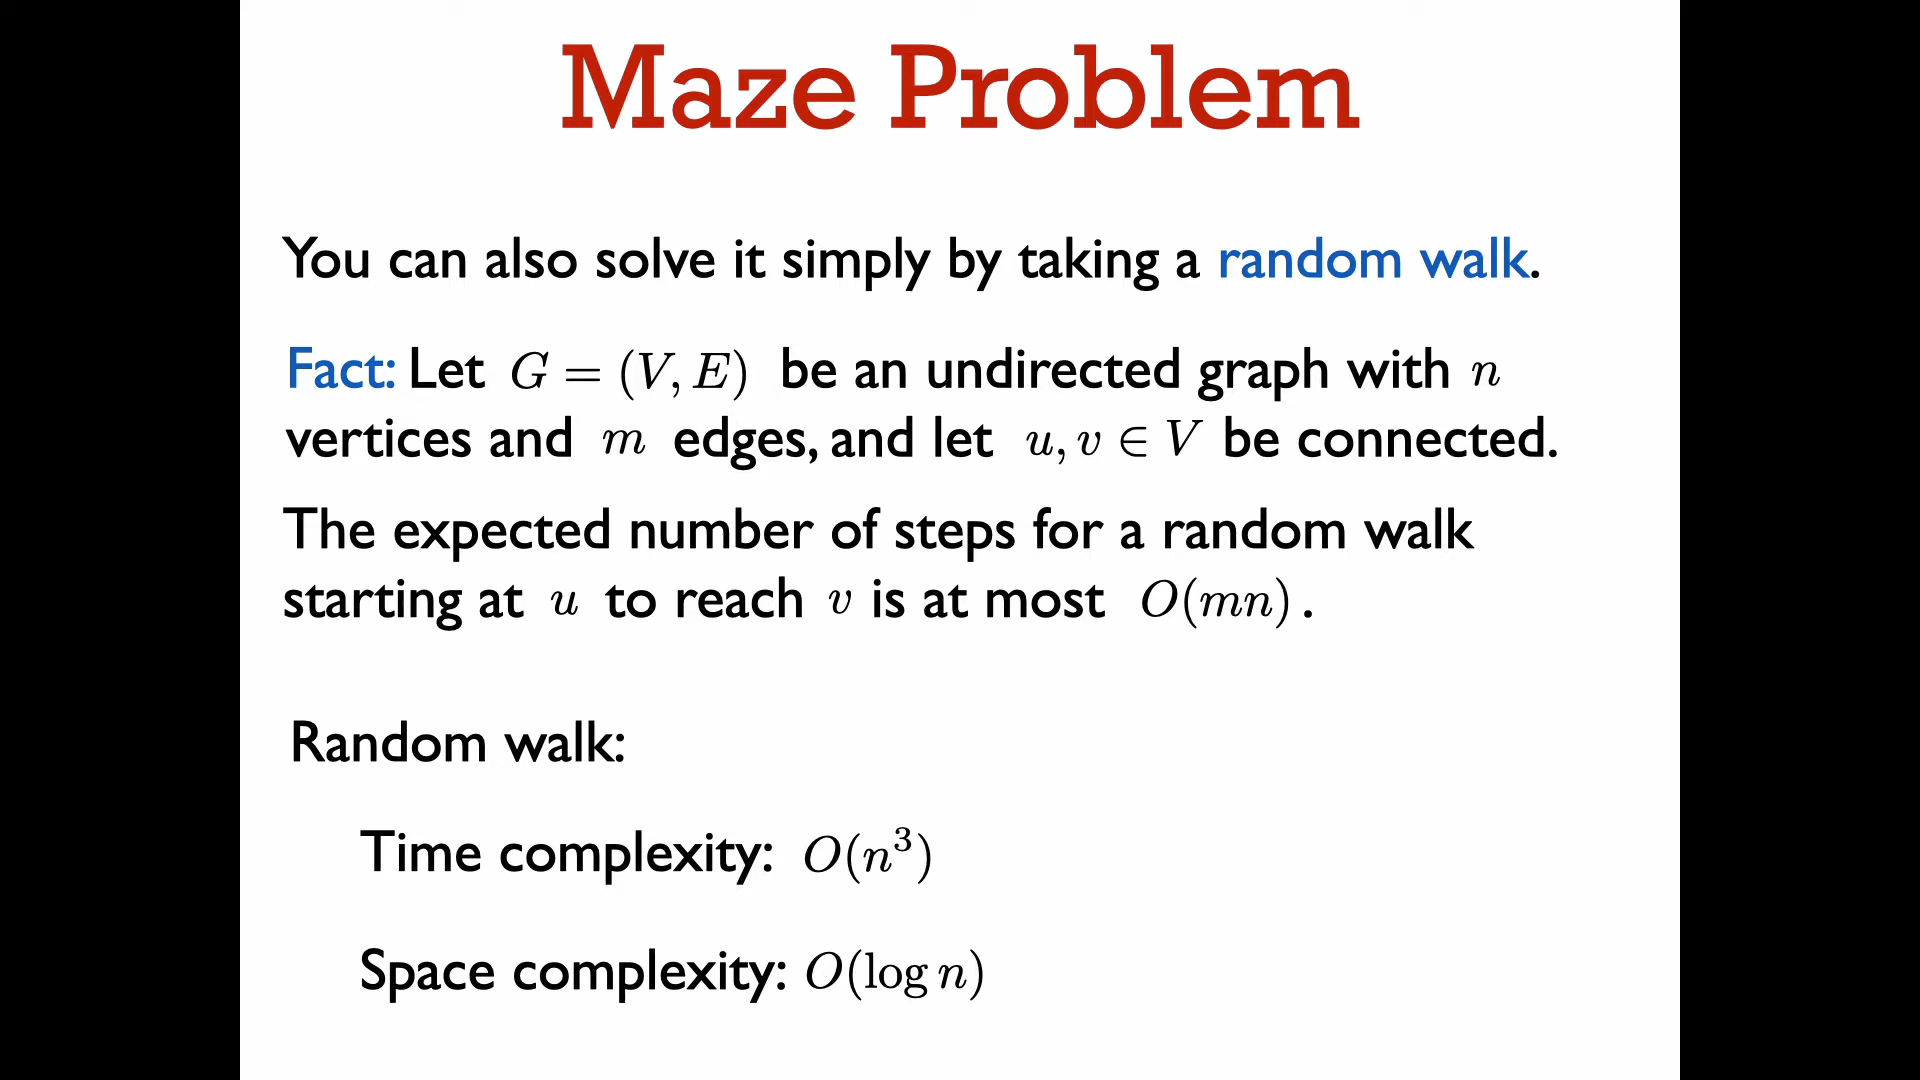 Maze Problem
You can also solve it simply by taking a random walk.
Fact: Let G = (V, E) be an undirected graph with n
vertices and m edges, and let u, v ∈ V be connected.
The expected number of steps for a random walk
starting at u to reach v is at most O(mn).
Random walk:
Time complexity: O(n³)
Space complexity: O(log n)